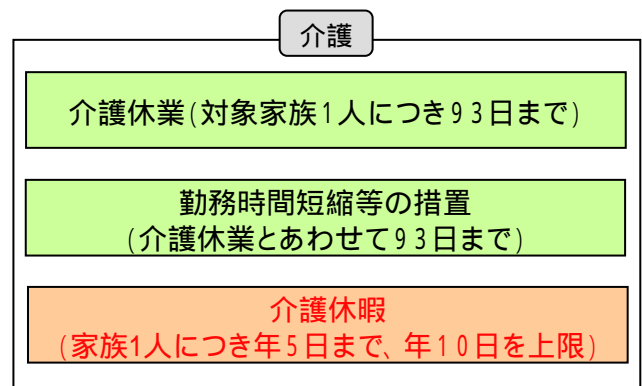 介護
介護休業(対象家族1人につき93日まで)
勤務時間短縮等の措置
(介護休業とあわせて93日まで)
介護休暇
(家族1人につき年5日まで、年10日を上限)